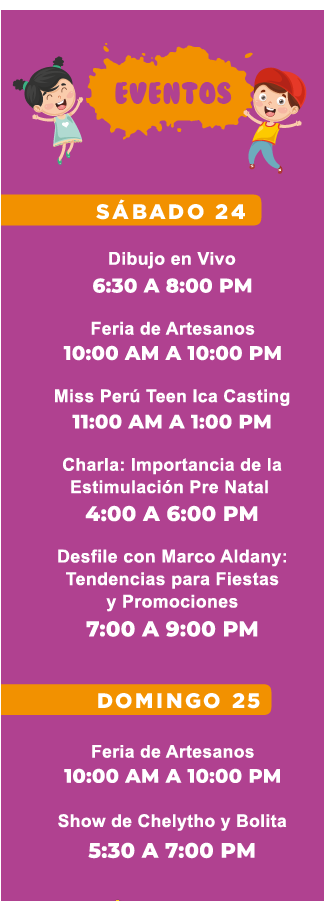 EVENTOS
SÁBADO 24
Dibujo en Vivo
6:30 A 8:00 PM
Feria de Artesanos
10:00 AM A 10:00 PM
Miss Perú Teen Ica Casting
11:00 AM A 1:00 PM
Charla: Importancia de la
Estimulación Pre Natal
4:00 A 6:00 PM
Desfile con Marco Aldany:
Tendencias para Fiestas
y Promociones
7:00 A 9:00 PM
DOMINGO 25
Feria de Artesanos
10:00 AM A 10:00 PM
Show de Chelytho y Bolita
5:30 A 7:00 PM